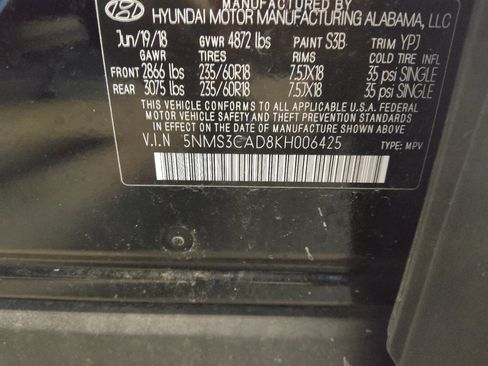 MANUFACTURED BY
HYUNDAI MOTOR MANUFACTURING ALABAMA, LLC
Jun/19/18 GVWR 4872 lbs PAINT S3B TRIM YPJ
GAWR TIRES RIMS COLD TIRE INFL
FRONT 2866 lbs 235/60R18 7.5JX18 35 psi SINGLE
REAR 3075 lbs 235/60R18 7.5JX18 35 psi SINGLE
THIS VEHICLE CONFORMS TO ALL APPLICABLE U.S.A. FEDERAL
MOTOR VEHICLE SAFETY AND THEFT PREVENTION STANDARDS
IN EFFECT ON THE DATE OF MANUFACTURE SHOWN ABOVE.
V.I.N 5NMS3CAD8KH006425 TYPE: MPV